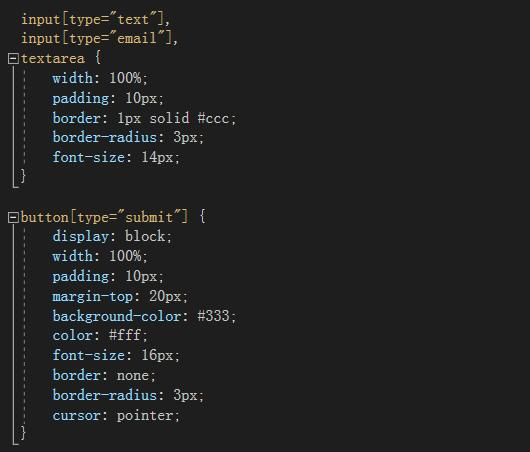 input[type="text"],
input[type="email"],
textarea {
    width: 100%;
    padding: 10px;
    border: 1px solid #ccc;
    border-radius: 3px;
    font-size: 14px;
}

button[type="submit"] {
    display: block;
    width: 100%;
    padding: 10px;
    margin-top: 20px;
    background-color: #333;
    color: #fff;
    font-size: 16px;
    border: none;
    border-radius: 3px;
    cursor: pointer;
}